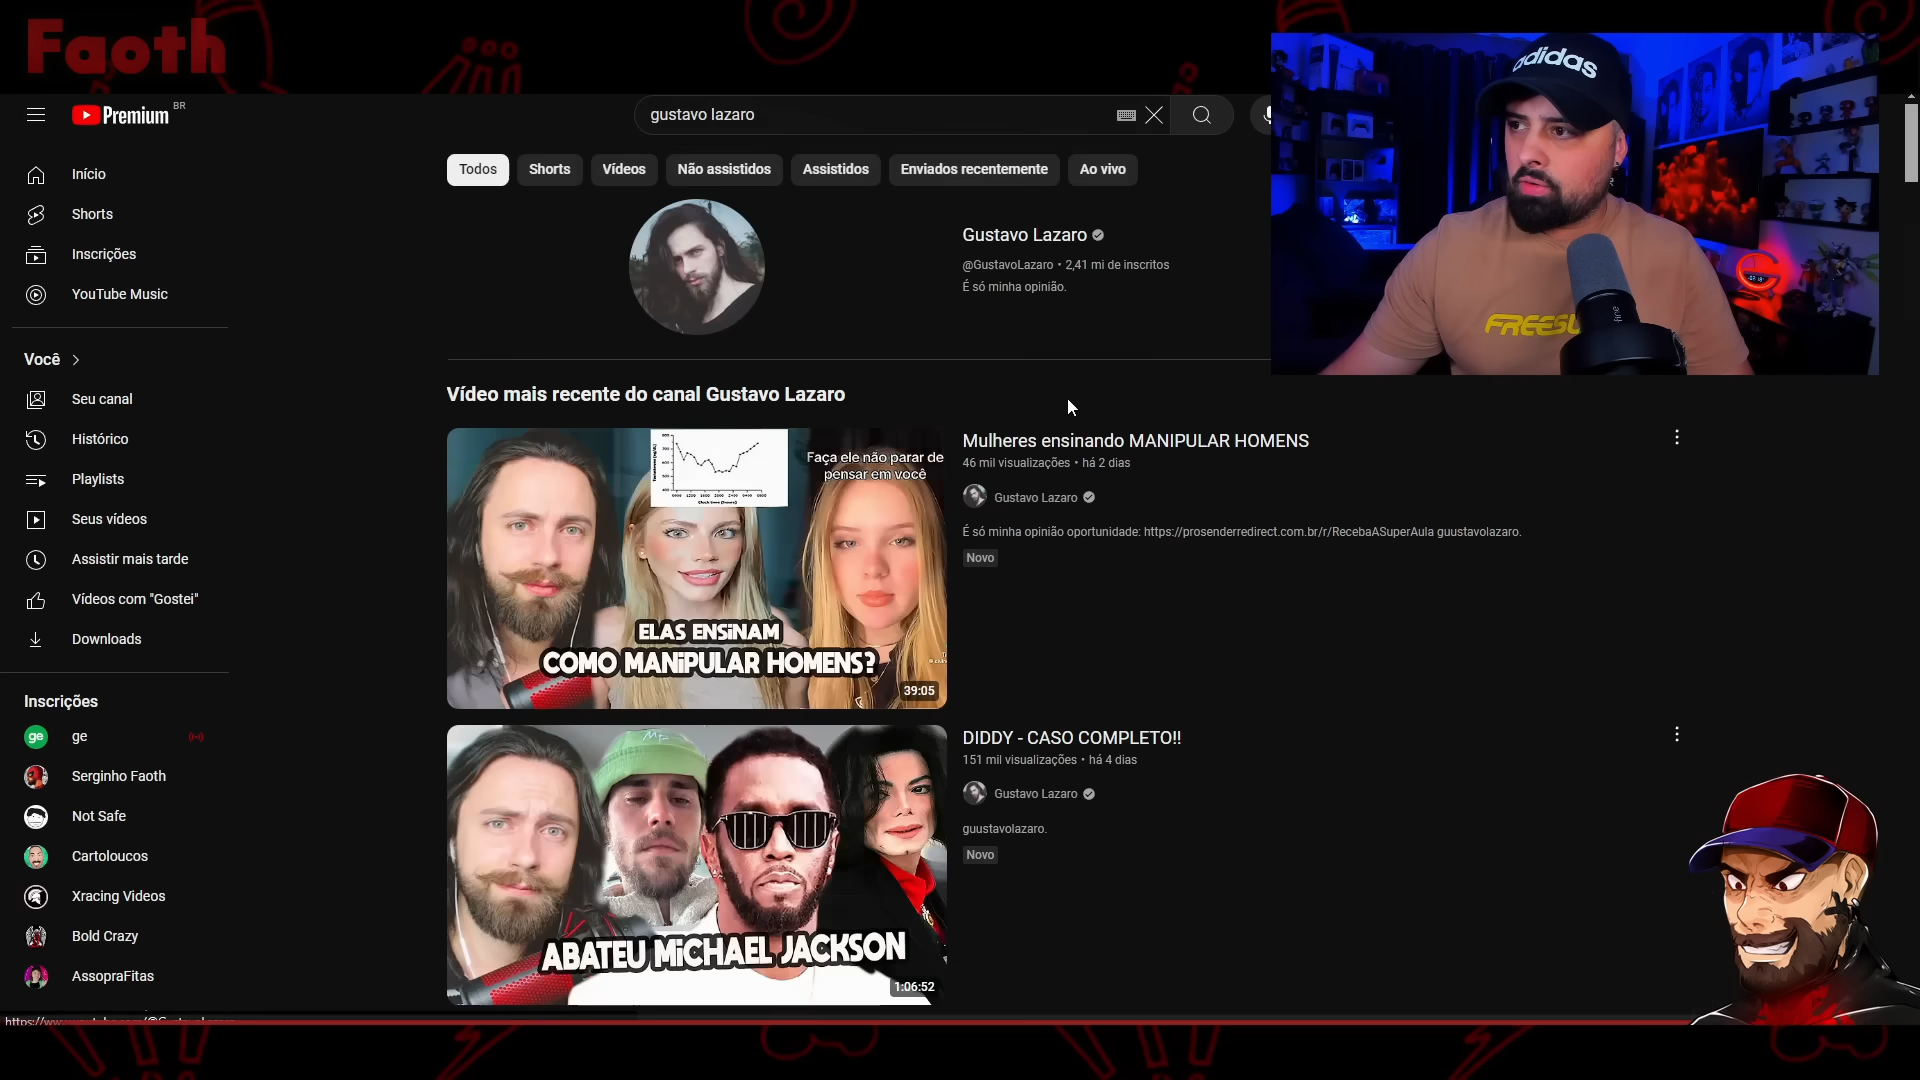 Faoth
Premium BR
gustavo lazaro
Todos
Shorts
Vídeos
Não assistidos
Assistidos
Enviados recentemente
Ao vivo
Início
Shorts
Inscrições
YouTube Music
Você
Seu canal
Histórico
Playlists
Seus vídeos
Assistir mais tarde
Vídeos com "Gostei"
Downloads
Inscrições
ge
ge
Serginho Faoth
Not Safe
Cartoloucos
Xracing Videos
Bold Crazy
AssopraFitas
Gustavo Lazaro
@GustavoLazaro • 2,41 mi de inscritos
É só minha opinião.
Vídeo mais recente do canal Gustavo Lazaro
Faça ele não parar de
pensar em você
ELAS ENSINAM
COMO MANIPULAR HOMENS?
39:05
Mulheres ensinando MANIPULAR HOMENS
46 mil visualizações • há 2 dias
Gustavo Lazaro
É só minha opinião oportunidade: https://prosenderredirect.com.br/r/RecebaASuperAula guustavolazaro.
Novo
ABATEU MICHAEL JACKSON
1:06:52
DIDDY - CASO COMPLETO!!
151 mil visualizações • há 4 dias
Gustavo Lazaro
guustavolazaro.
Novo
adidas